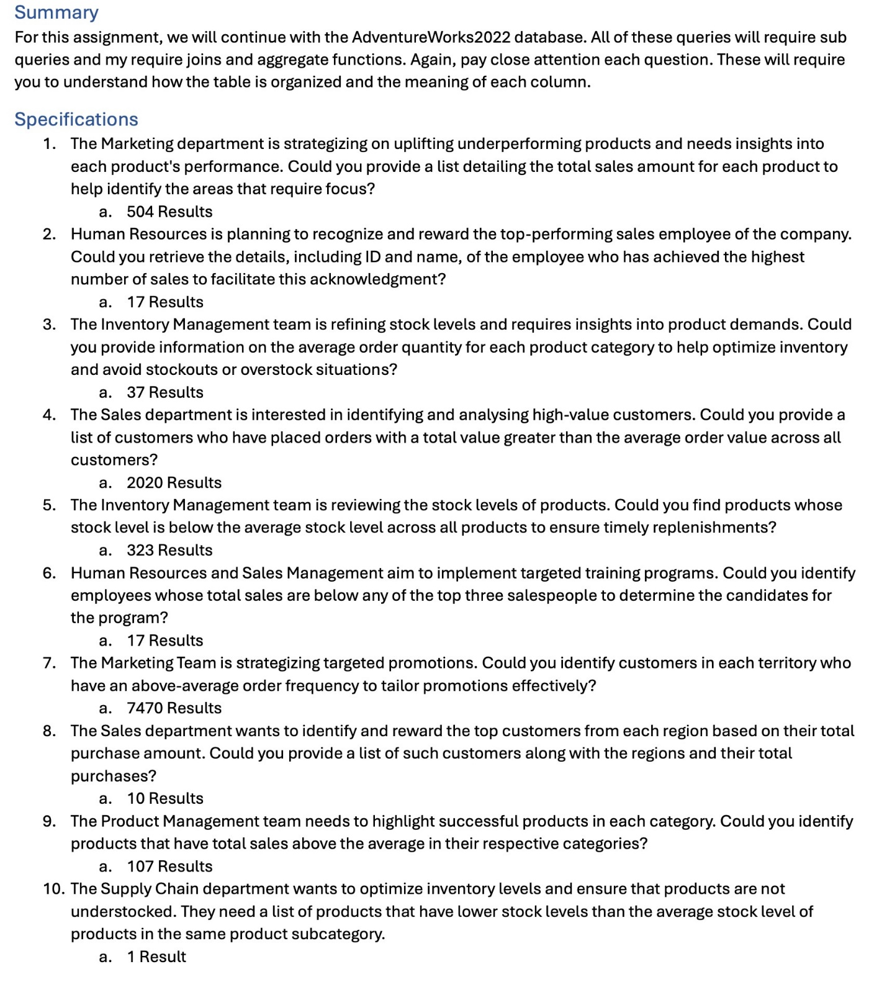 Summary
For this assignment, we will continue with the AdventureWorks2022 database. All of these queries will require sub
queries and my require joins and aggregate functions. Again, pay close attention each question. These will require
you to understand how the table is organized and the meaning of each column.
Specifications
1. The Marketing department is strategizing on uplifting underperforming products and needs insights into
each product's performance. Could you provide a list detailing the total sales amount for each product to
help identify the areas that require focus?
a. 504 Results
2. Human Resources is planning to recognize and reward the top-performing sales employee of the company.
Could you retrieve the details, including ID and name, of the employee who has achieved the highest
number of sales to facilitate this acknowledgment?
a. 17 Results
3. The Inventory Management team is refining stock levels and requires insights into product demands. Could
you provide information on the average order quantity for each product category to help optimize inventory
and avoid stockouts or overstock situations?
a. 37 Results
4. The Sales department is interested in identifying and analysing high-value customers. Could you provide a
list of customers who have placed orders with a total value greater than the average order value across all
customers?
a. 2020 Results
5. The Inventory Management team is reviewing the stock levels of products. Could you find products whose
stock level is below the average stock level across all products to ensure timely replenishments?
a. 323 Results
6. Human Resources and Sales Management aim to implement targeted training programs. Could you identify
employees whose total sales are below any of the top three salespeople to determine the candidates for
the program?
a. 17 Results
7. The Marketing Team is strategizing targeted promotions. Could you identify customers in each territory who
have an above-average order frequency to tailor promotions effectively?
a. 7470 Results
8. The Sales department wants to identify and reward the top customers from each region based on their total
purchase amount. Could you provide a list of such customers along with the regions and their total
purchases?
a. 10 Results
9. The Product Management team needs to highlight successful products in each category. Could you identify
products that have total sales above the average in their respective categories?
a. 107 Results
10. The Supply Chain department wants to optimize inventory levels and ensure that products are not
understocked. They need a list of products that have lower stock levels than the average stock level of
products in the same product subcategory.
a. 1 Result